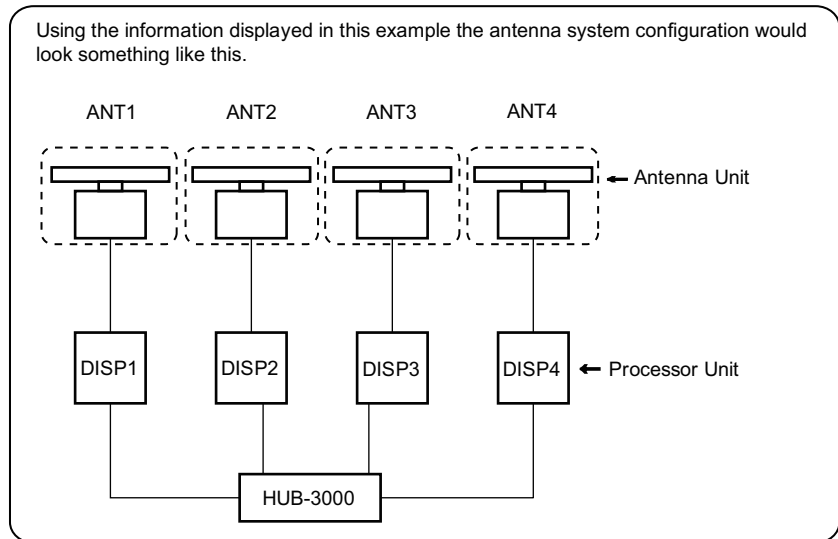 Using the information displayed in this example the antenna system configuration would
look something like this.
ANT1 ANT2 ANT3 ANT4
Antenna Unit
DISP1 DISP2 DISP3 DISP4 Processor Unit
HUB-3000